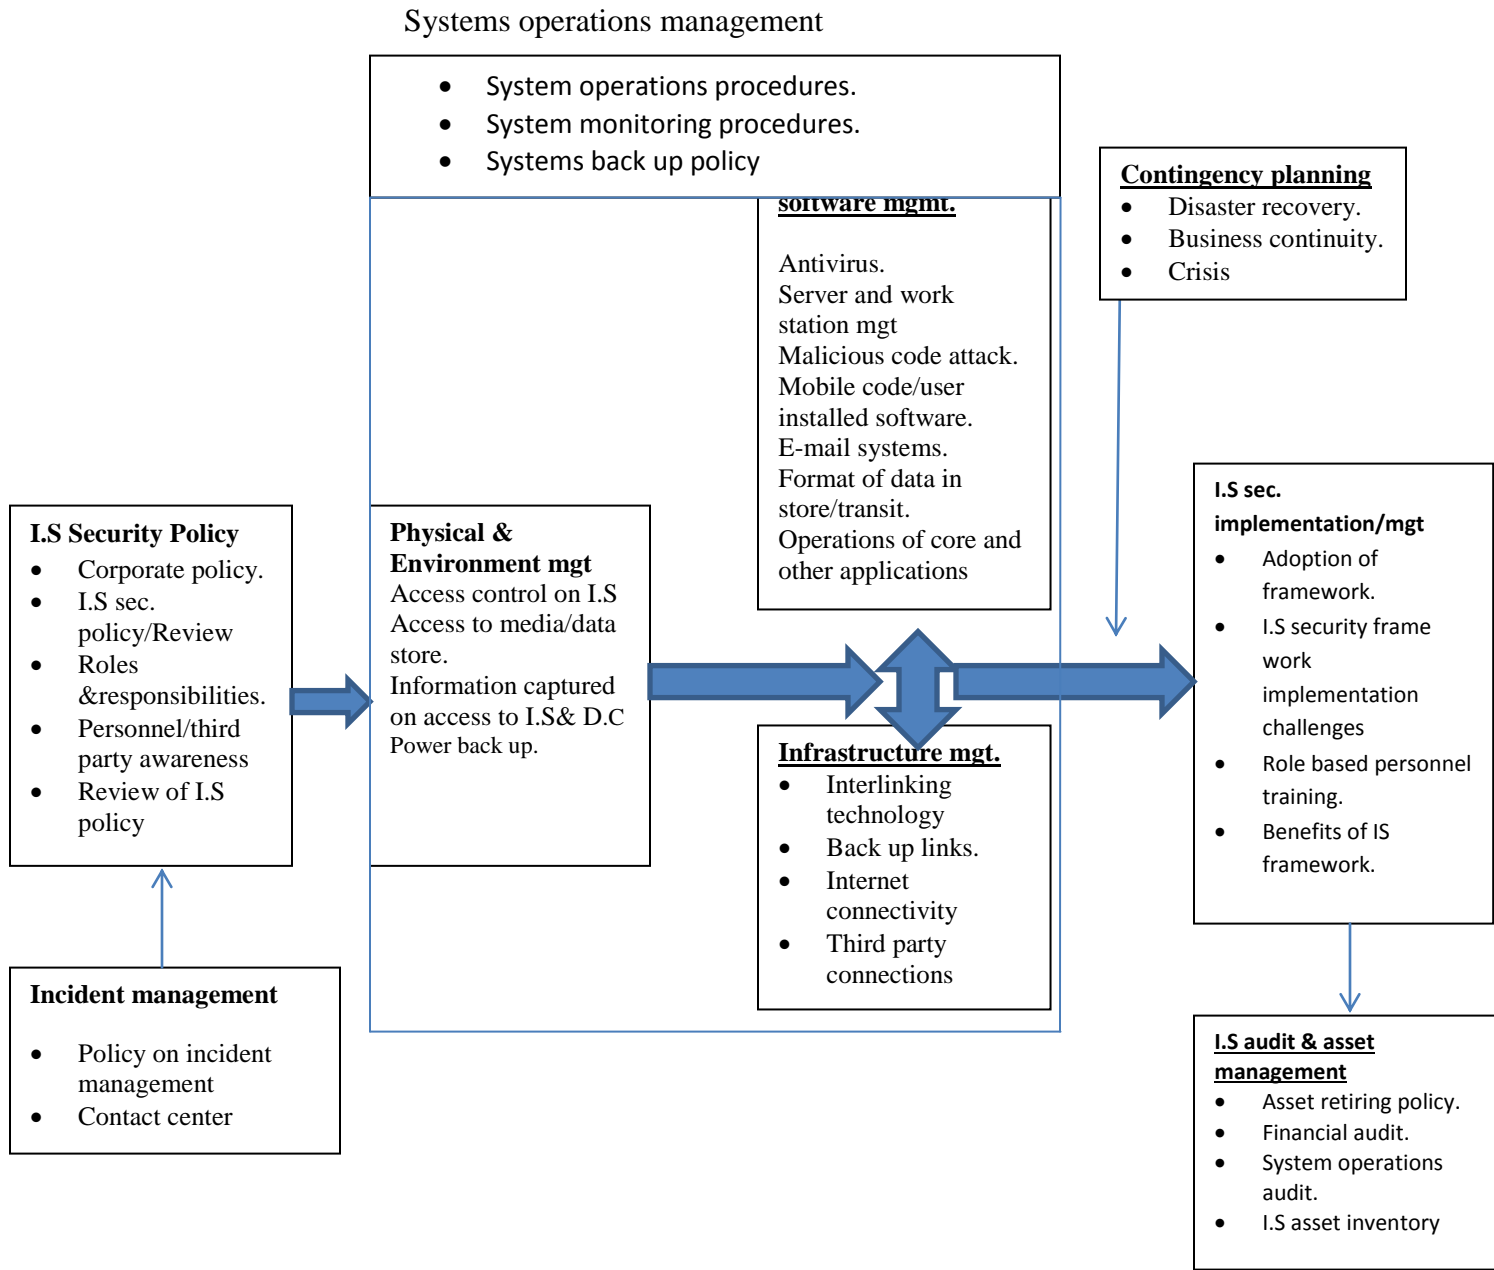 Systems operations management
• System operations procedures.
• System monitoring procedures.
• Systems back up policy
Contingency planning
• Disaster recovery.
• Business continuity.
• Crisis
software mgmt.
Antivirus.
Server and work
station mgt
Malicious code attack.
Mobile code/user
installed software.
E-mail systems.
Format of data in
store/transit.
Operations of core and
other applications
I.S Security Policy
• Corporate policy.
• I.S sec.
policy/Review
• Roles
&responsibilities.
• Personnel/third
party awareness
• Review of I.S
policy
Physical &
Environment mgt
Access control on I.S
Access to media/data
store.
Information captured
on access to I.S& D.C
Power back up.
I.S sec.
implementation/mgt
• Adoption of
framework.
• I.S security frame
work
implementation
challenges
• Role based personnel
training.
• Benefits of IS
framework.
Infrastructure mgt.
• Interlinking
technology
• Back up links.
• Internet
connectivity
• Third party
connections
Incident management
• Policy on incident
management
• Contact center
I.S audit & asset
management
• Asset retiring policy.
• Financial audit.
• System operations
audit.
• I.S asset inventory